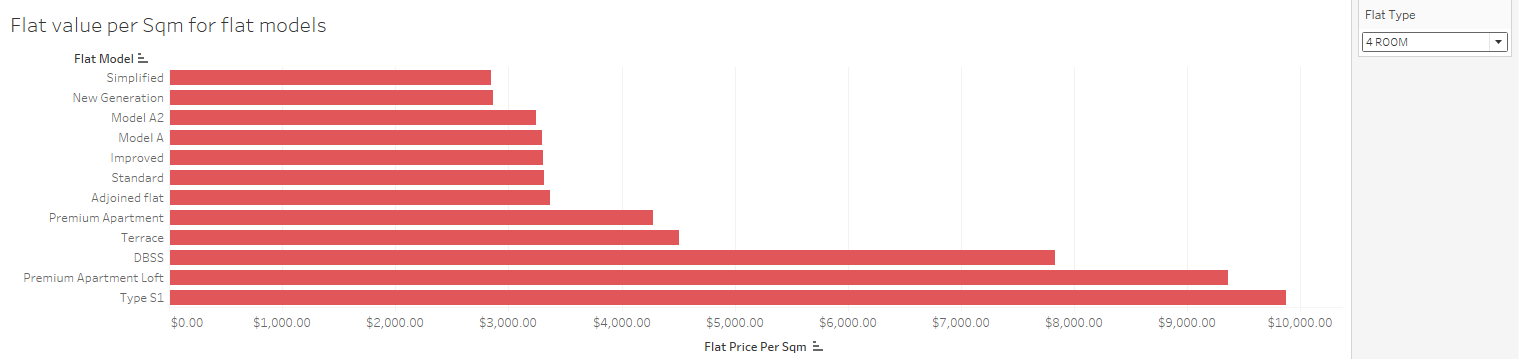 Flat value per Sqm for flat models
Flat Type
4 ROOM
Flat Model
Simplified
New Generation
Model A2
Model A
Improved
Standard
Adjoined flat
Premium Apartment
Terrace
DBSS
Premium Apartment Loft
Type S1
$0.00 $1,000.00 $2,000.00 $3,000.00 $4,000.00 $5,000.00 $6,000.00 $7,000.00 $8,000.00 $9,000.00 $10,000.00
Flat Price Per Sqm